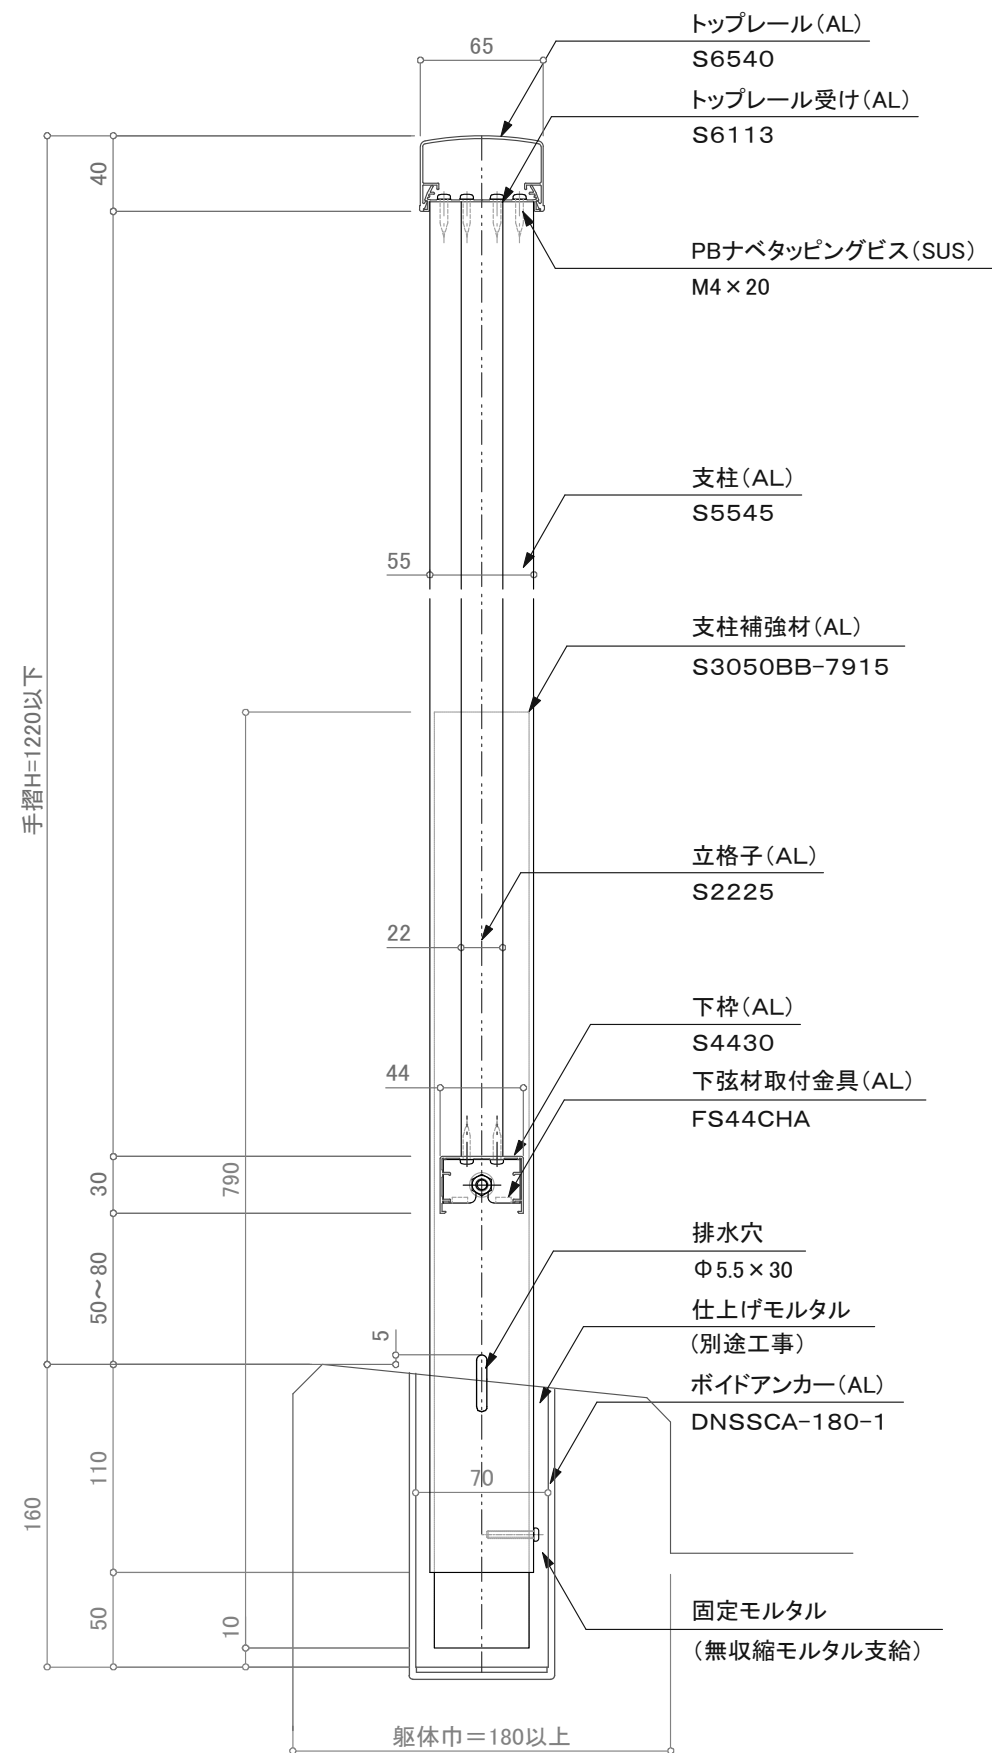 トップレール(AL)
S6540
65
トップレール受け(AL)
S6113
40
PBナベタッピングビス(SUS)
M4×20
支柱(AL)
S5545
55
支柱補強材(AL)
S3050BB-7915
手摺H=1220以下
立格子(AL)
S2225
22
下枠(AL)
S4430
44
下弦材取付金具(AL)
FS44CHA
30
790
排水穴
Φ5.5×30
50~80
5
仕上げモルタル
(別途工事)
ボイドアンカー(AL)
DNSSCA-180-1
110
70
160
固定モルタル
(無収縮モルタル支給)
50
10
躯体巾=180以上